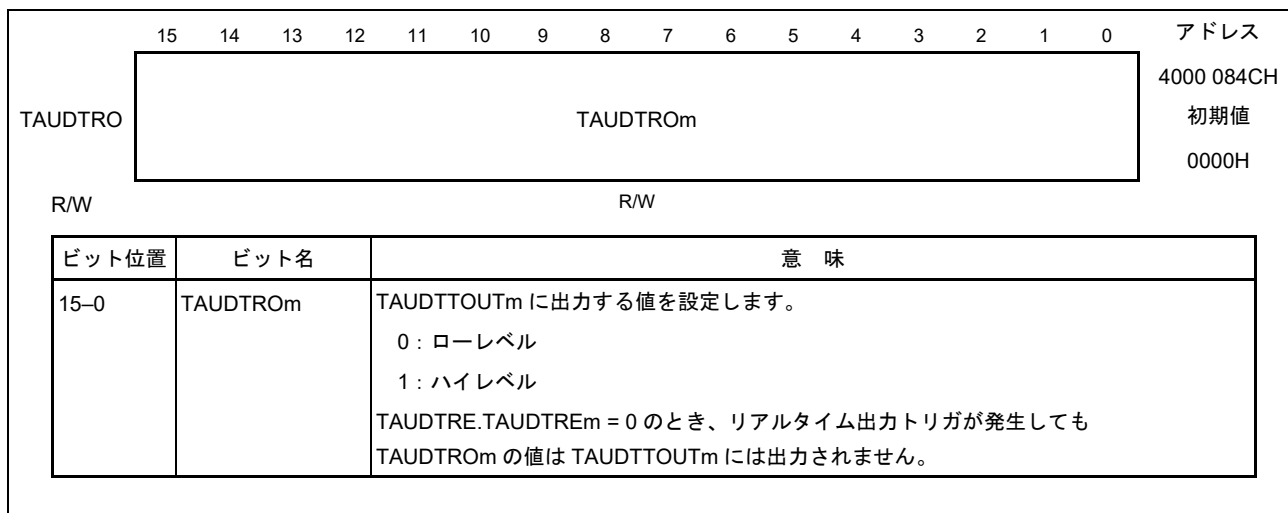 15 14 13 12 11 10 9 8 7 6 5 4 3 2 1 0 アドレス
4000 084CH
TAUDTRO TAUDTROm 初期値
0000H
R/W R/W
ビット位置 ビット名 意 味
15–0 TAUDTROm TAUDTTOUTm に出力する値を設定します。
0：ローレベル
1：ハイレベル
TAUDTRE.TAUDTREm = 0 のとき、リアルタイム出力トリガが発生しても
TAUDTROm の値は TAUDTTOUTm には出力されません。